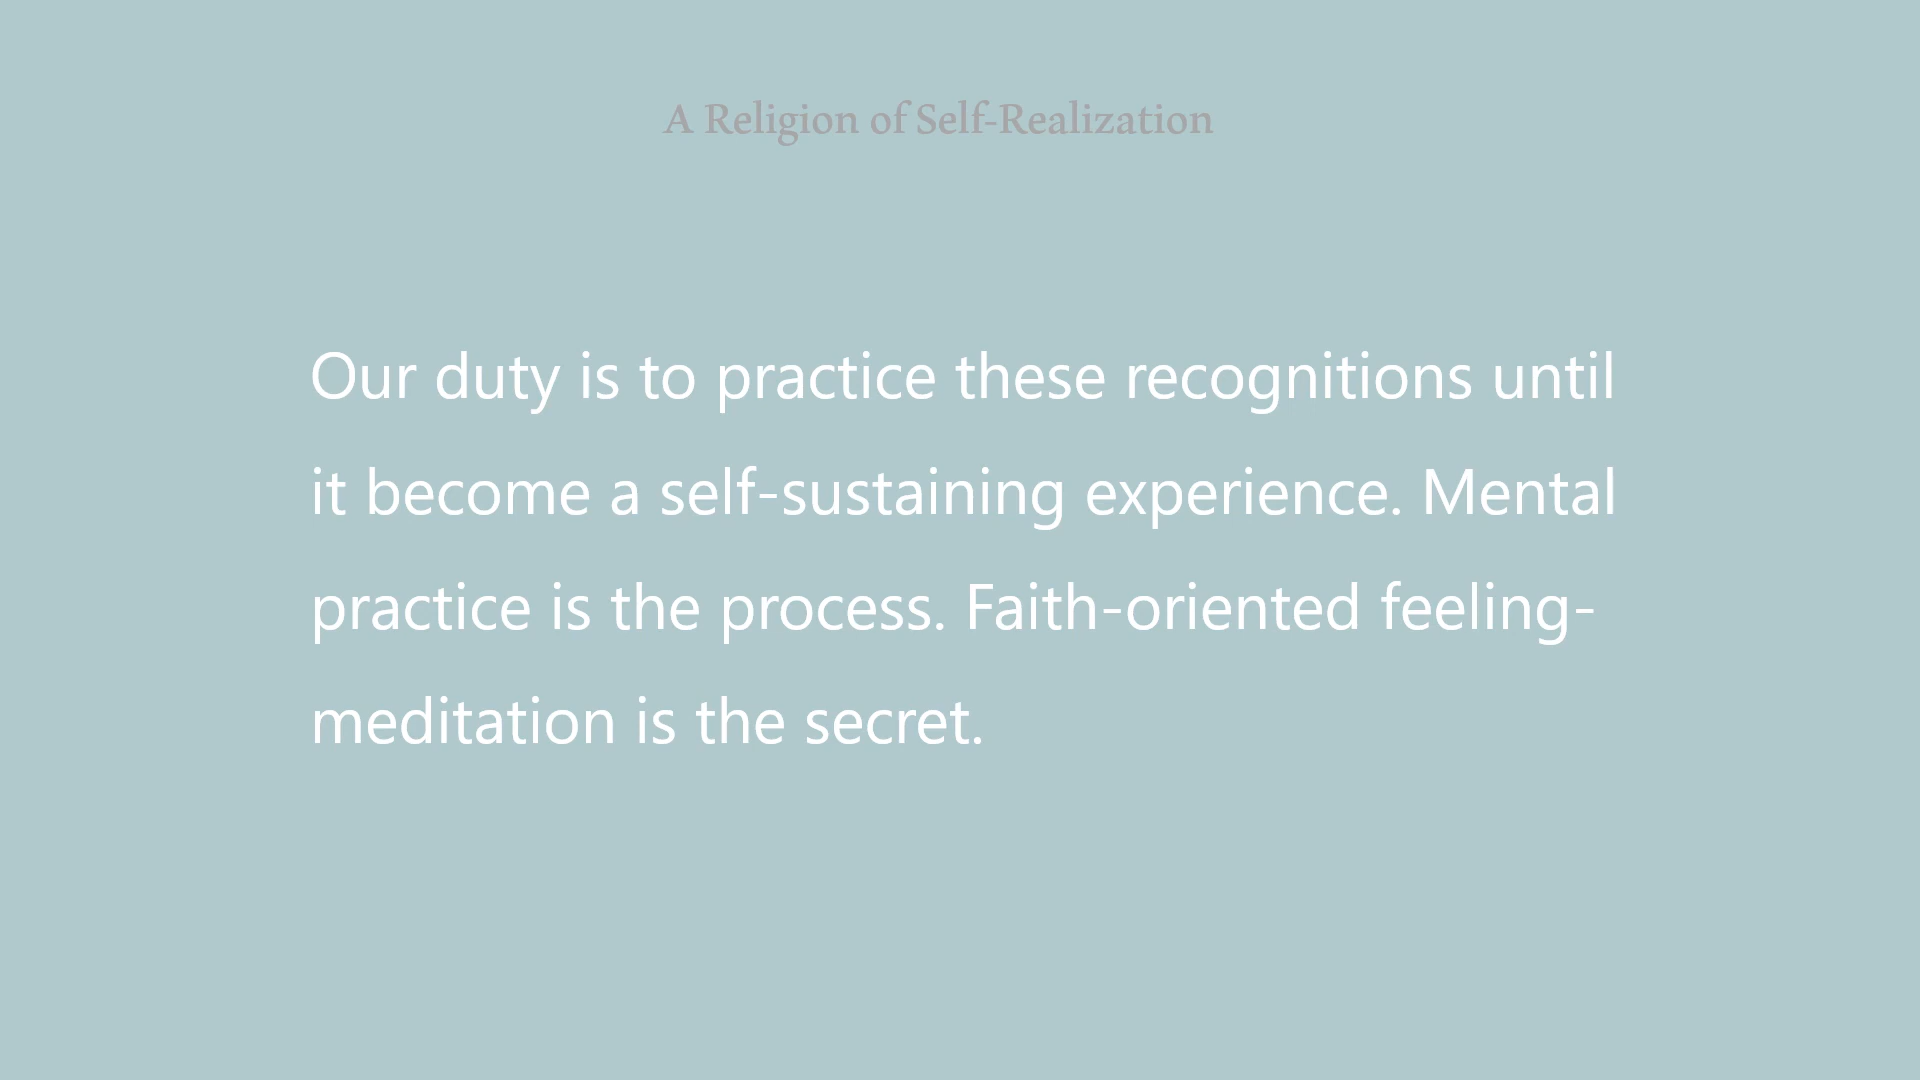 A Religion of Self-Realization
Our duty is to practice these recognitions until
it become a self-sustaining experience. Mental
practice is the process. Faith-oriented feeling-
meditation is the secret.